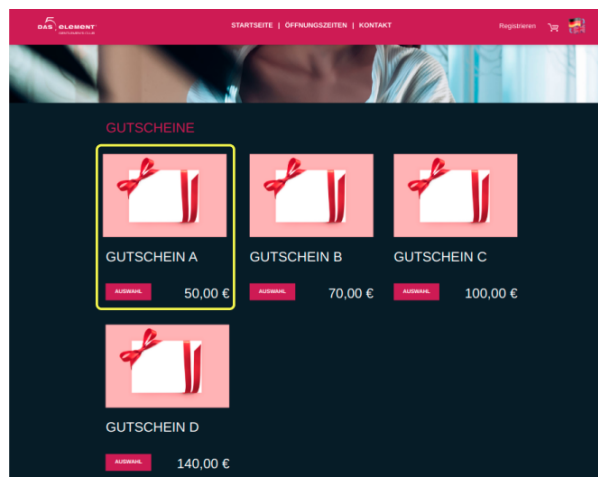 DAS ELEMENT
STARTSEITE | ÖFFNUNGSZEITEN | KONTAKT
Registrieren
GUTSCHEINE
GUTSCHEIN A
AUSWAHL 50,00 €
GUTSCHEIN B
AUSWAHL 70,00 €
GUTSCHEIN C
AUSWAHL 100,00 €
GUTSCHEIN D
AUSWAHL 140,00 €